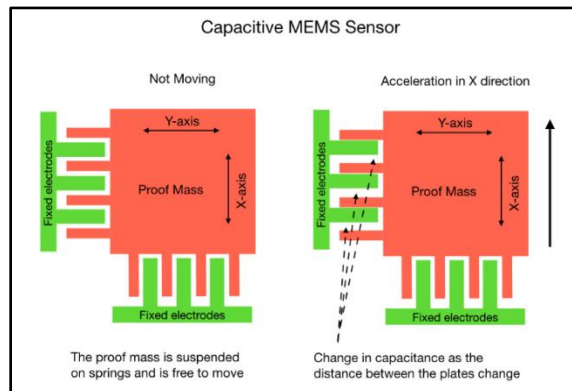 Capacitive MEMS Sensor
Not Moving
Acceleration in X direction
Y-axis
X-axis
Proof Mass
Fixed electrodes
Fixed electrodes
Y-axis
X-axis
Proof Mass
Fixed electrodes
Fixed electrodes
The proof mass is suspended
on springs and is free to move
Change in capacitance as the
distance between the plates change